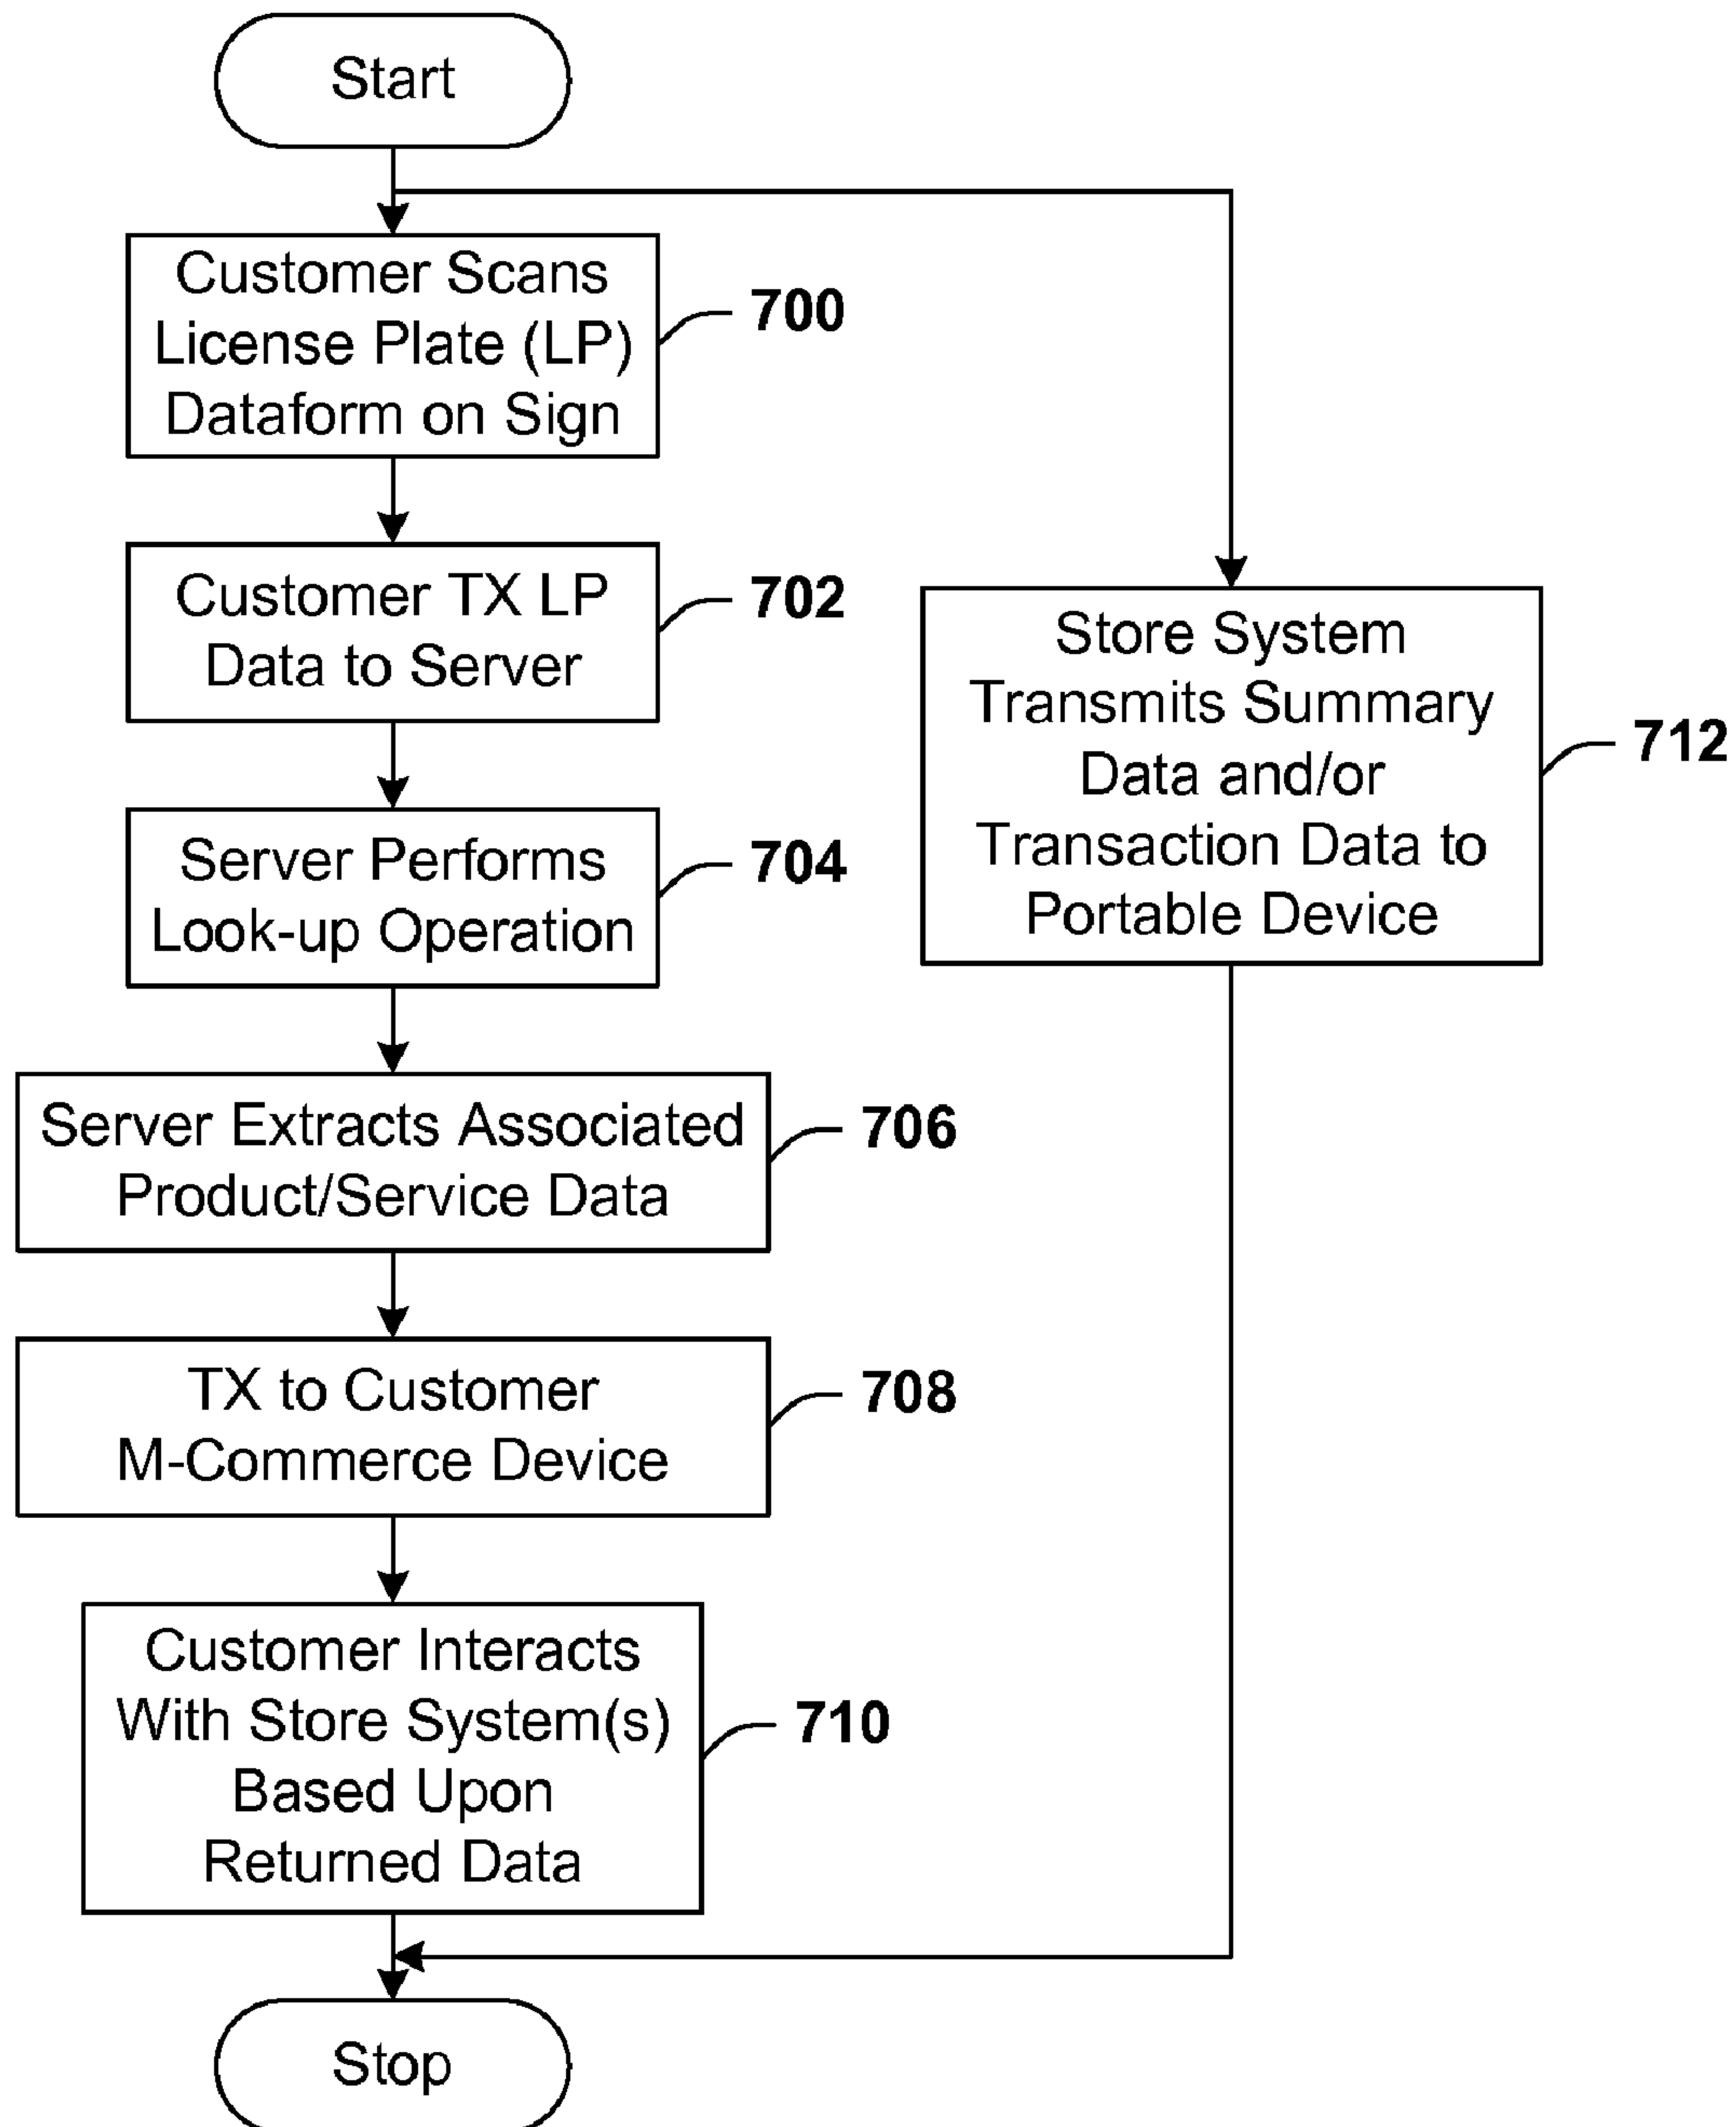 Start
Customer Scans
License Plate (LP)
Dataform on Sign
700
Customer TX LP
Data to Server
702
Server Performs
Look-up Operation
704
Server Extracts Associated
Product/Service Data
706
TX to Customer
M-Commerce Device
708
Customer Interacts
With Store System(s)
Based Upon
Returned Data
710
Store System
Transmits Summary
Data and/or
Transaction Data to
Portable Device
712
Stop